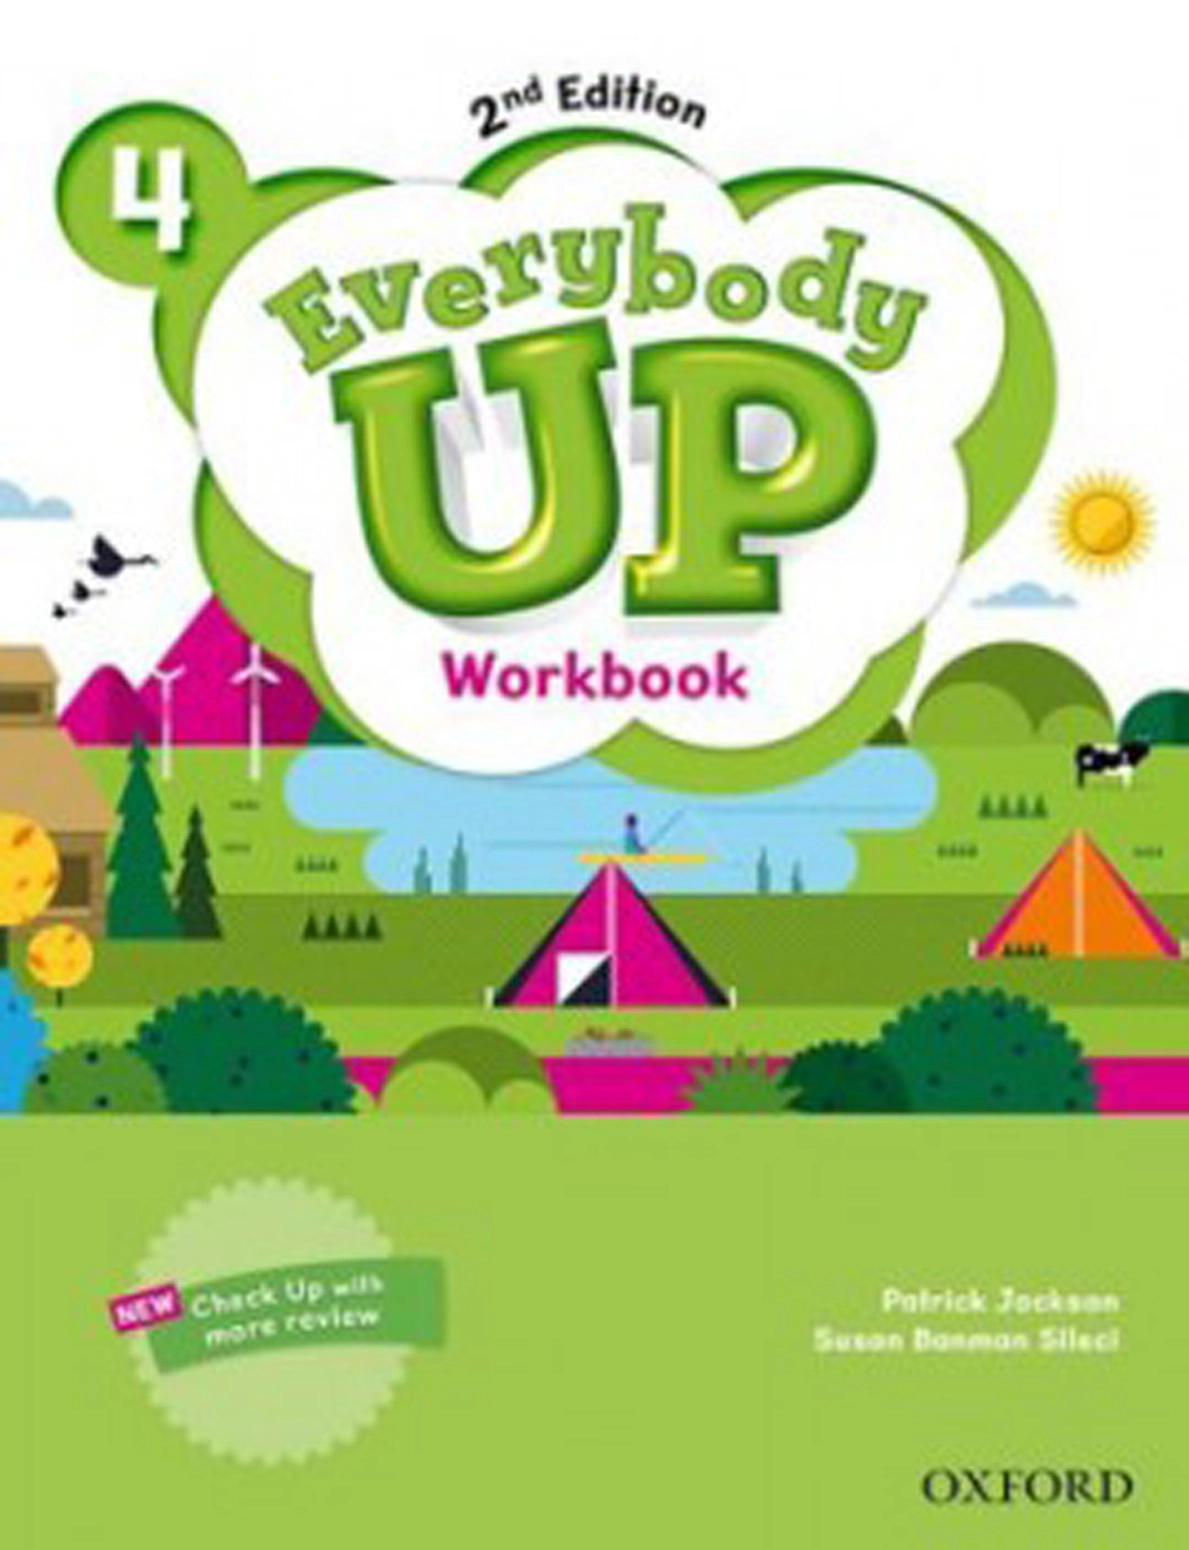 2nd Edition
4
Everybody
UP
Workbook
NEW
Check Up with
more review
Patrick Jackson
Susan Banman Sileci
OXFORD